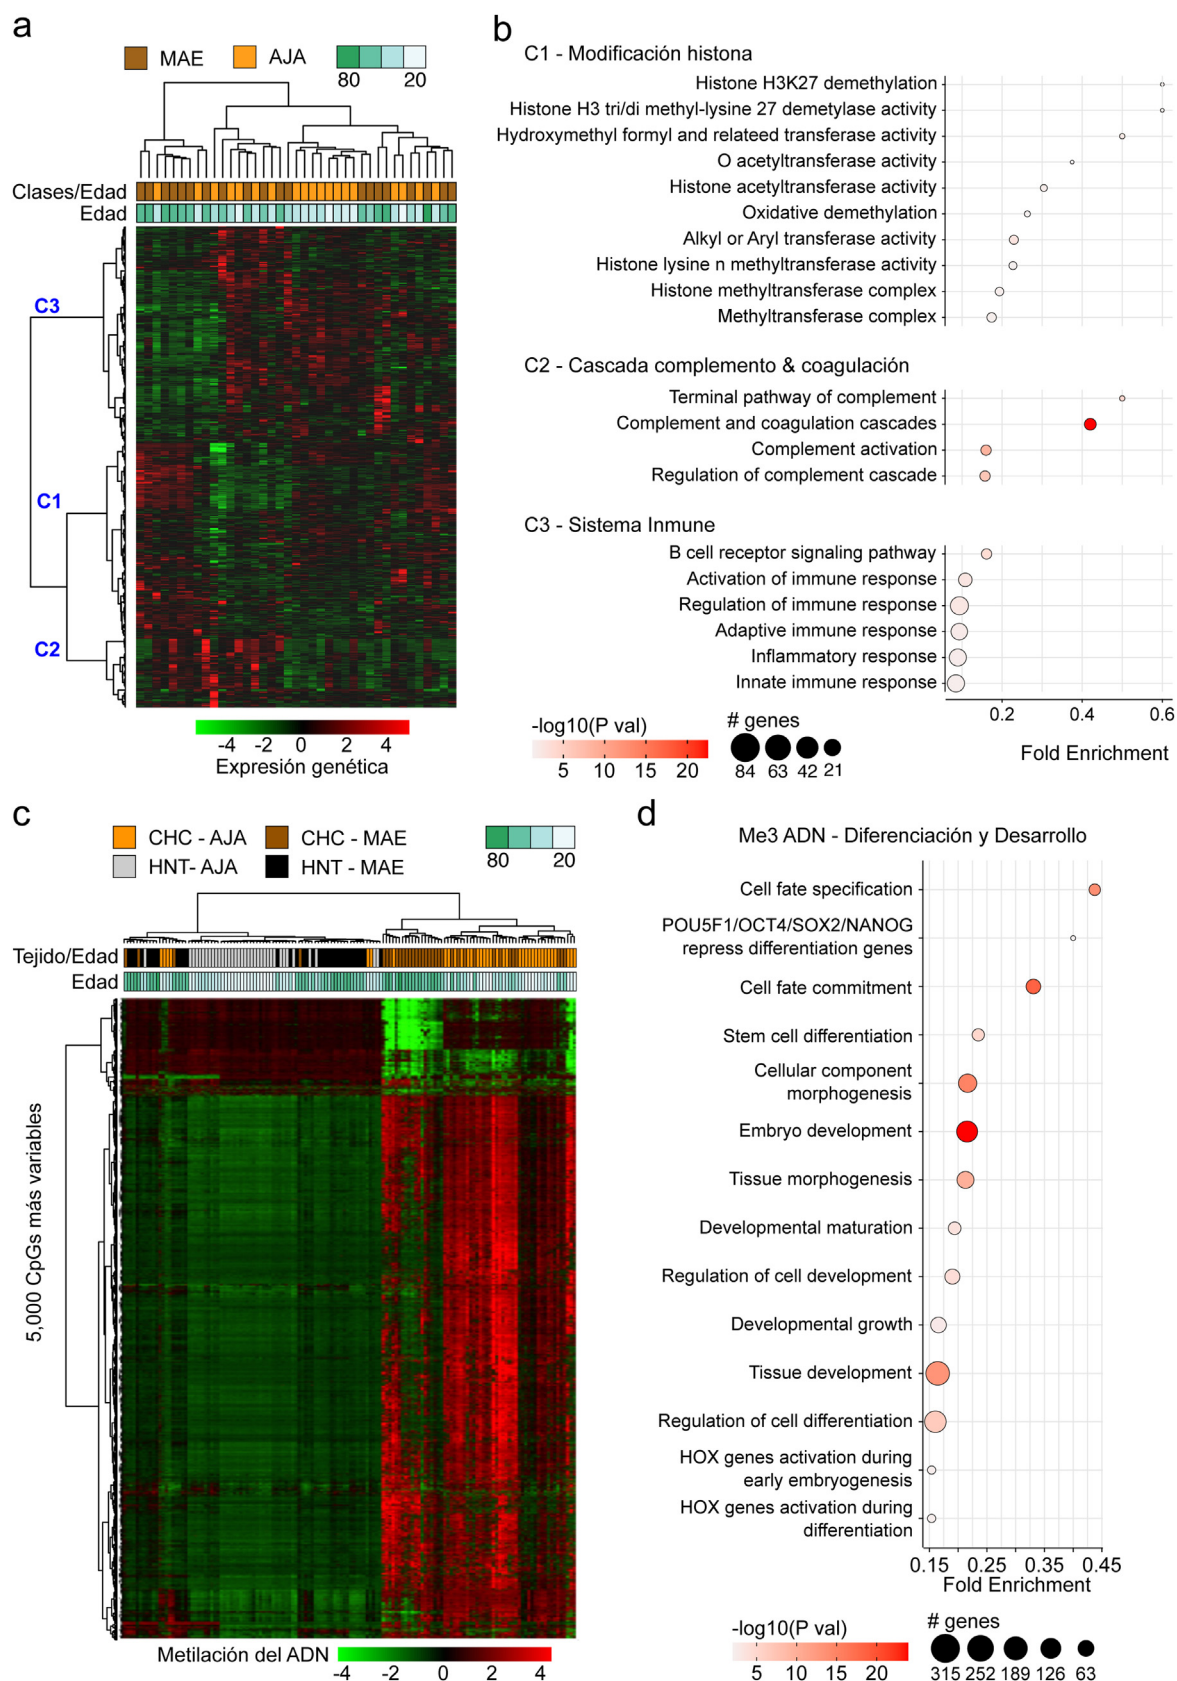 a
MAE AJA
80 20
Clases/Edad
Edad
C3
C1
C2
-4 -2 0 2 4
Expresión genética
b
C1 - Modificación histona
Histone H3K27 demethylation
Histone H3 tri/di methyl-lysine 27 demetylase activity
Hydroxymethyl formyl and relateed transferase activity
O acetyltransferase activity
Histone acetyltransferase activity
Oxidative demethylation
Alkyl or Aryl transferase activity
Histone lysine n methyltransferase activity
Histone methyltransferase complex
Methyltransferase complex
C2 - Cascada complemento & coagulación
Terminal pathway of complement
Complement and coagulation cascades
Complement activation
Regulation of complement cascade
C3 - Sistema Inmune
B cell receptor signaling pathway
Activation of immune response
Regulation of immune response
Adaptive immune response
Inflammatory response
Innate immune response
0.2 0.4 0.6
Fold Enrichment
-log10(P val)
5 10 15 20
# genes
84 63 42 21
c
CHC - AJA CHC - MAE
HNT- AJA HNT - MAE
80 20
Tejido/Edad
Edad
5,000 CpGs más variables
Metilación del ADN
-4 -2 0 2 4
d
Me3 ADN - Diferenciación y Desarrollo
Cell fate specification
POU5F1/OCT4/SOX2/NANOG
repress differentiation genes
Cell fate commitment
Stem cell differentiation
Cellular component
morphogenesis
Embryo development
Tissue morphogenesis
Developmental maturation
Regulation of cell development
Developmental growth
Tissue development
Regulation of cell differentiation
HOX genes activation during
early embryogenesis
HOX genes activation during
differentiation
0.15 0.25 0.35 0.45
Fold Enrichment
-log10(P val)
5 10 15 20
# genes
315 252 189 126 63